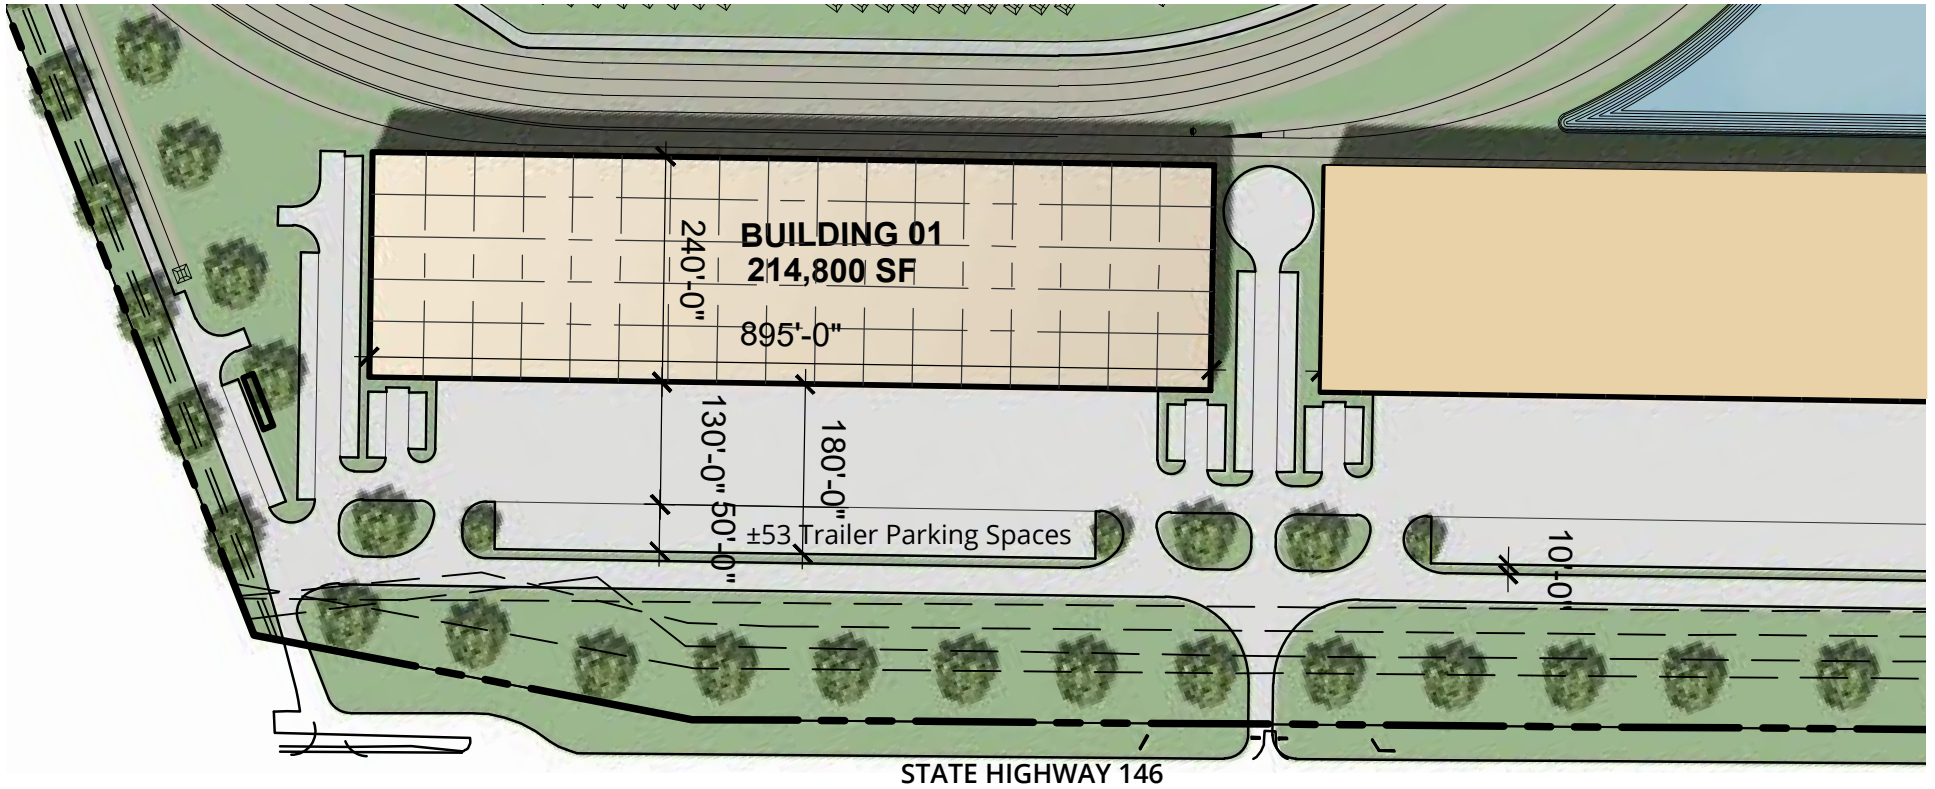 BUILDING 01
214,800 SF
240'-0"
895'-0"
130'-0"
180'-0"
50'-0"
±53 Trailer Parking Spaces
10'-0"
STATE HIGHWAY 146